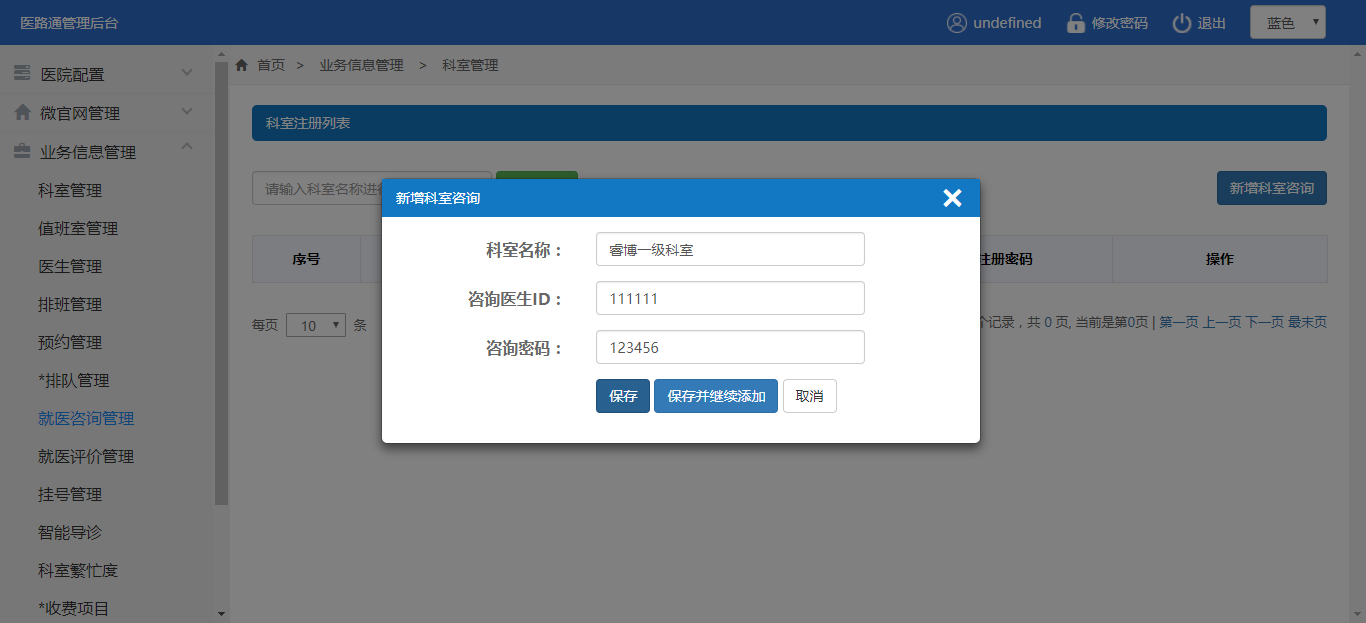 医路通管理后台
undefined 修改密码 退出 蓝色
首页 > 业务信息管理 > 科室管理
医院配置
微官网管理
业务信息管理
科室管理
值班室管理
医生管理
排班管理
预约管理
*排队管理
就医咨询管理
就医评价管理
挂号管理
智能导诊
科室繁忙度
*收费项目
科室注册列表
请输入科室名称进
新增科室咨询
序号 注册密码 操作
每页 10 条
个记录，共 0 页, 当前是第0页 | 第一页 上一页 下一页 最末页
新增科室咨询
科室名称： 睿博一级科室
咨询医生ID： 111111
咨询密码： 123456
保存 保存并继续添加 取消